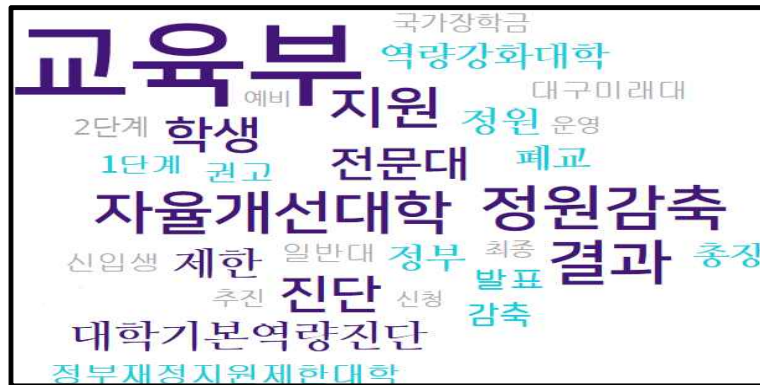 국가장학금
교육부
역량강화대학
예비
지원
대구미래대
2단계
학생
정원
운영
1단계
권고
전문대
폐교
자율개선대학
정원감축
신입생
제한
일반대
정부
최종
결과
총장
발표
추진
진단
신청
감축
대학기본역량진단
정부재정지원제한대학